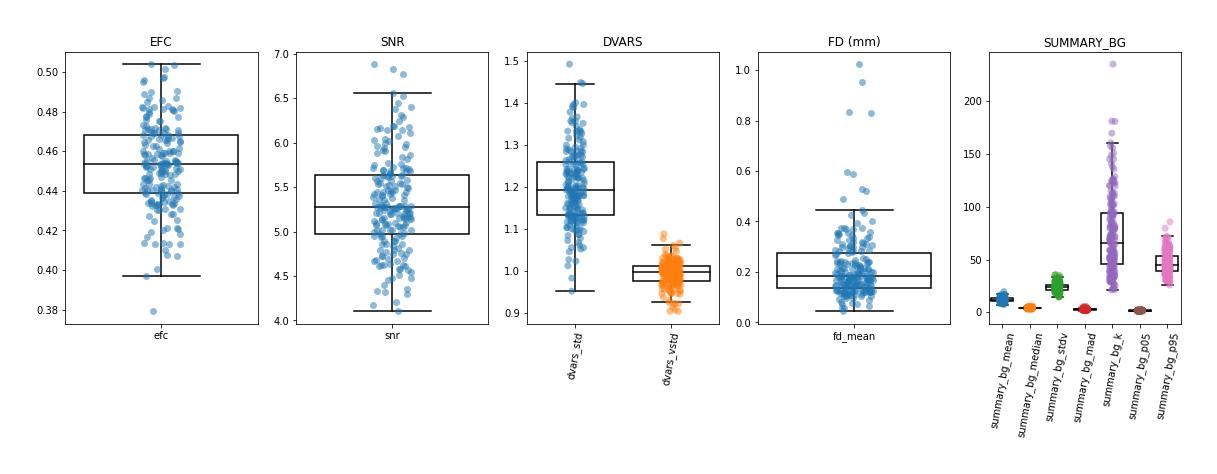 EFC
0.50
0.48
0.46
0.44
0.42
0.40
0.38
efc
SNR
7.0
6.5
6.0
5.5
5.0
4.5
4.0
snr
DVARS
1.5
1.4
1.3
1.2
1.1
1.0
0.9
dvars_std
dvars_vstd
FD (mm)
1.0
0.8
0.6
0.4
0.2
0.0
fd_mean
SUMMARY_BG
200
150
100
50
0
summary_bg_mean
summary_bg_median
summary_bg_stdv
summary_bg_mad
summary_bg_k
summary_bg_p05
summary_bg_p95